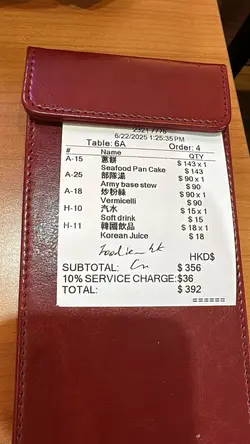 2321 7776
6/22/2025 1:25:35 PM
Table: 6A Order: 4
# Name QTY
A-15 蔥餅 $ 143 x 1
Seafood Pan Cake $ 143
A-25 部隊湯 $ 90 x 1
Army base stew $ 90
A-18 炒粉絲 $ 90 x 1
Vermicelli $ 90
H-10 汽水 $ 15 x 1
Soft drink $ 15
H-11 韓國飲品 $ 18 x 1
Korean Juice $ 18
HKD$
SUBTOTAL: $ 356
10% SERVICE CHARGE:$36
TOTAL: $ 392
======